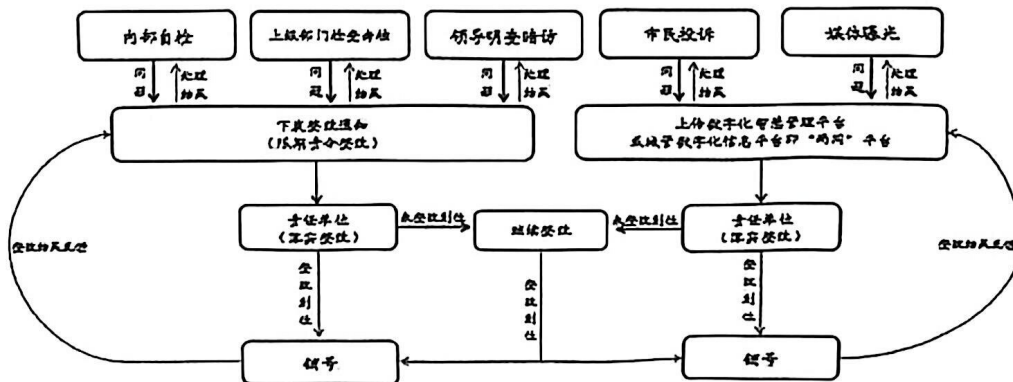 内部自检
上级部门检查自检
领导明查暗访
市民投诉
媒体曝光
问题
处理结果
问题
处理结果
问题
处理结果
问题
处理结果
问题
处理结果
下发整改通知
(限期责令整改)
上传数字化智慧管理平台
或城管数字化信息平台即“两网”平台
责任单位
(落实整改)
未整改到位
继续整改
未整改到位
责任单位
(落实整改)
整改结果反馈
整改到位
整改到位
整改到位
整改结果反馈
销号
销号